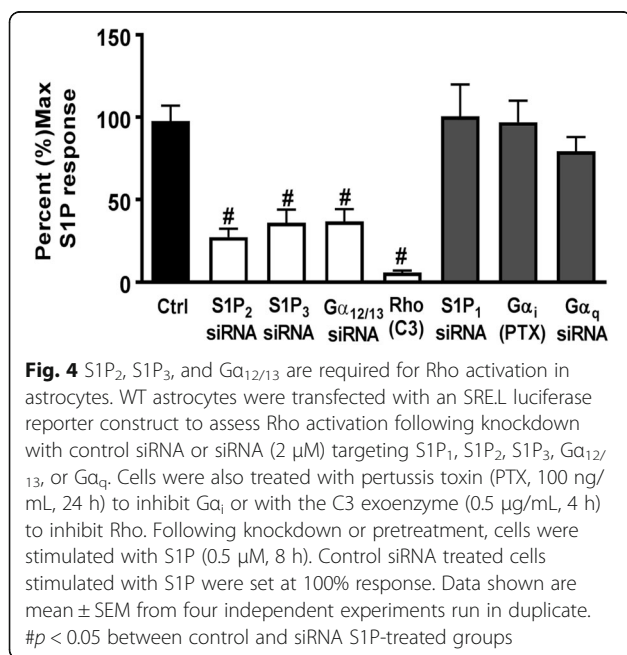 150
100
50
0
Percent (%)Max
S1P response
#
#
#
#
Ctrl S1P₂ S1P₃ Gα₁₂/₁₃ Rho S1P₁ Gαᵢ Gα_q
siRNA siRNA siRNA (C3) siRNA (PTX) siRNA
Fig. 4 S1P₂, S1P₃, and Gα₁₂/₁₃ are required for Rho activation in
astrocytes. WT astrocytes were transfected with an SRE.L luciferase
reporter construct to assess Rho activation following knockdown
with control siRNA or siRNA (2 μM) targeting S1P₁, S1P₂, S1P₃, Gα₁₂/
₁₃, or Gα_q. Cells were also treated with pertussis toxin (PTX, 100 ng/
mL, 24 h) to inhibit Gαᵢ or with the C3 exoenzyme (0.5 μg/mL, 4 h)
to inhibit Rho. Following knockdown or pretreatment, cells were
stimulated with S1P (0.5 μM, 8 h). Control siRNA treated cells
stimulated with S1P were set at 100% response. Data shown are
mean ± SEM from four independent experiments run in duplicate.
#p < 0.05 between control and siRNA S1P-treated groups